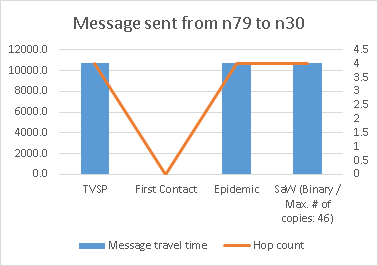 Message sent from n79 to n30
12000.0
10000.0
8000.0
6000.0
4000.0
2000.0
0.0
4.5
4
3.5
3
2.5
2
1.5
1
0.5
0
TVSP
First Contact
Epidemic
SaW (Binary /
Max. # of
copies: 46)
Message travel time
Hop count